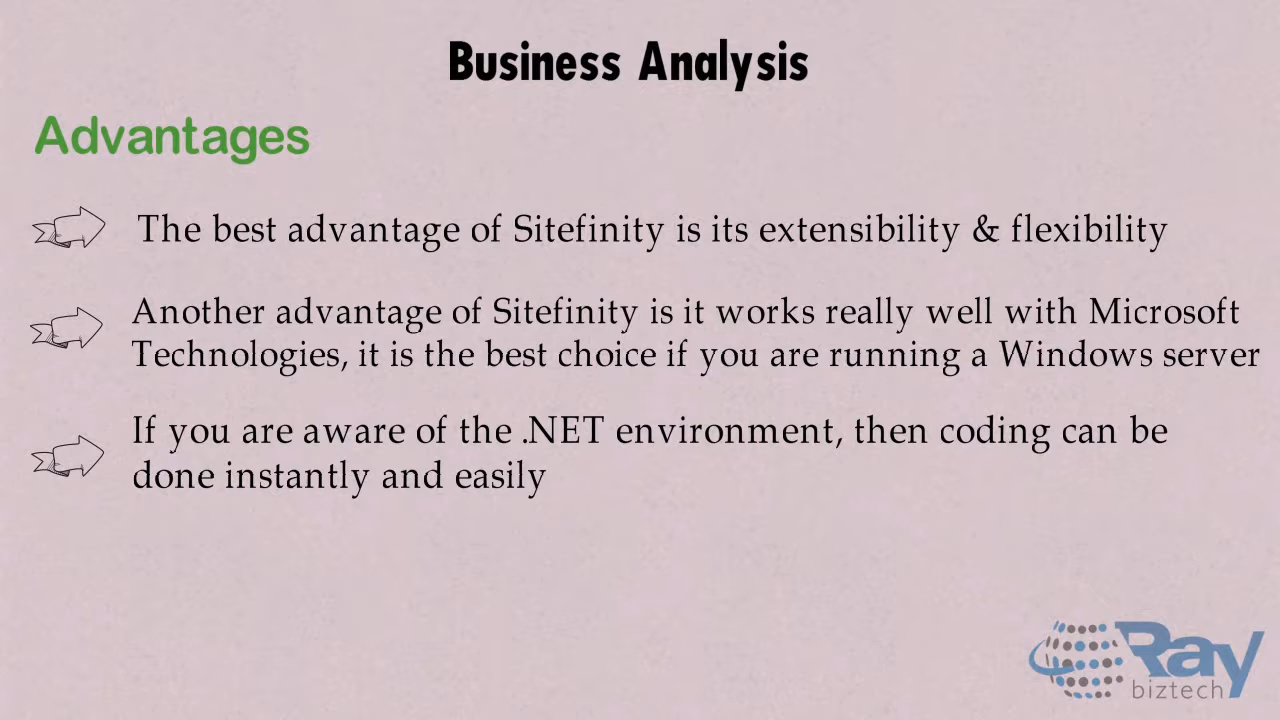 Business Analysis
Advantages
The best advantage of Sitefinity is its extensibility & flexibility
Another advantage of Sitefinity is it works really well with Microsoft
Technologies, it is the best choice if you are running a Windows server
If you are aware of the .NET environment, then coding can be
done instantly and easily
Ray
biztech